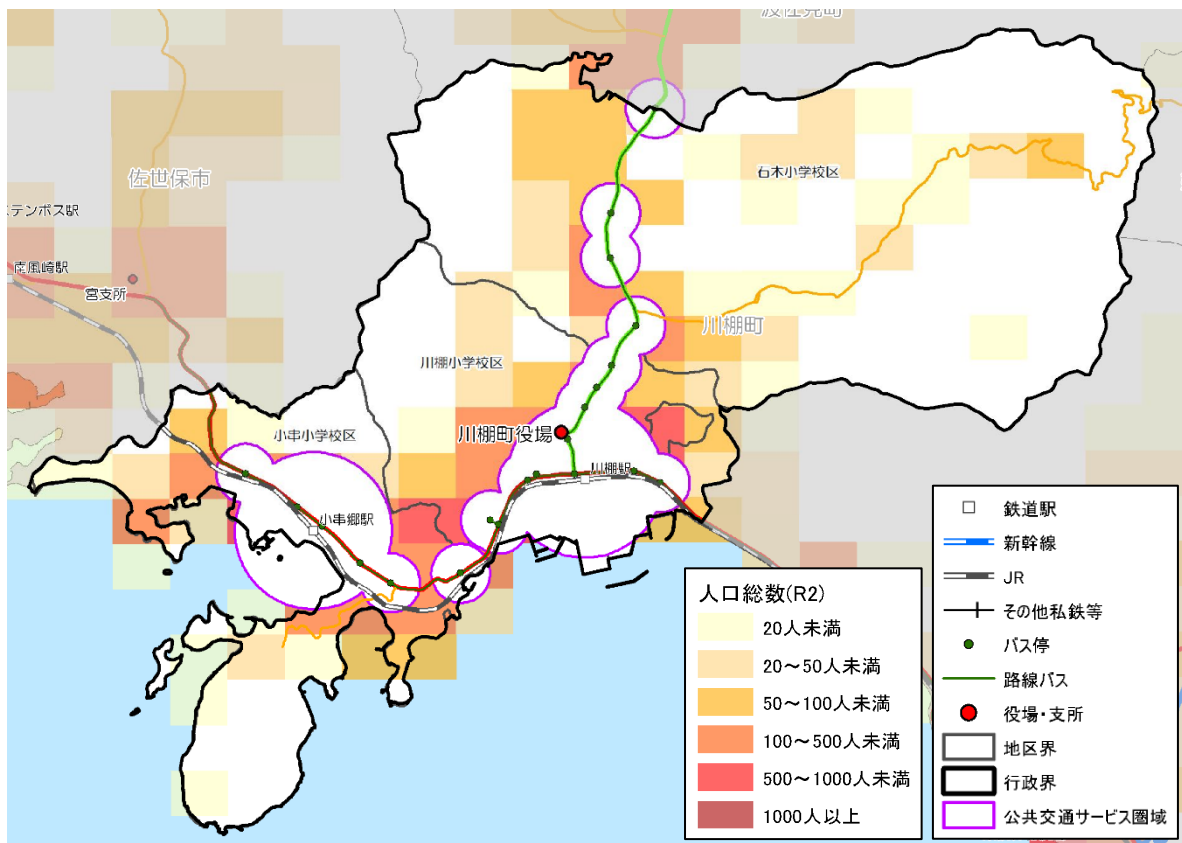 波佐見町
佐世保市
石木小学校区
ステンボス駅
南風崎駅
宮支所
川棚町
川棚小学校区
小串小学校区
川棚町役場
川棚駅
小串郷駅
人口総数(R2)
20人未満
20～50人未満
50～100人未満
100～500人未満
500～1000人未満
1000人以上
鉄道駅
新幹線
JR
その他私鉄等
バス停
路線バス
役場・支所
地区界
行政界
公共交通サービス圏域